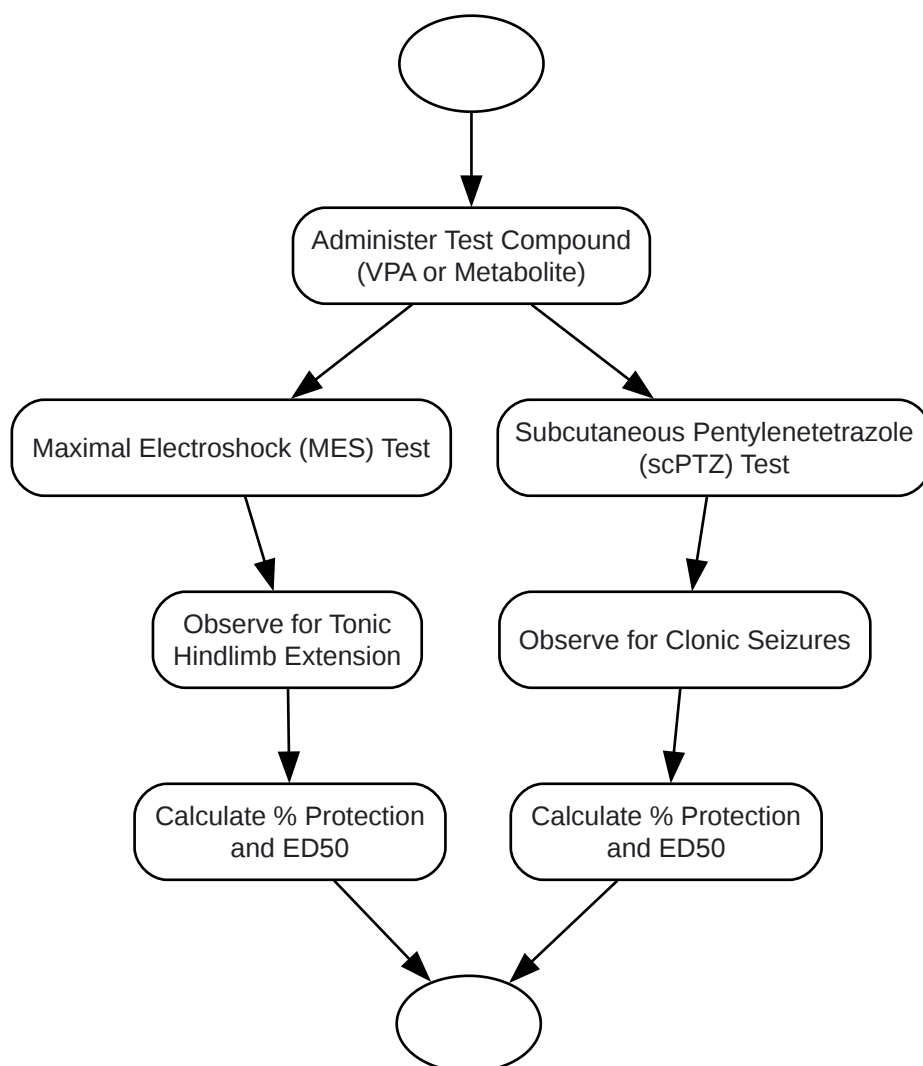 Administer Test Compound
(VPA or Metabolite)
Maximal Electroshock (MES) Test
Subcutaneous Pentylenetetrazole
(scPTZ) Test
Observe for Tonic
Hindlimb Extension
Observe for Clonic Seizures
Calculate % Protection
and ED50
Calculate % Protection
and ED50